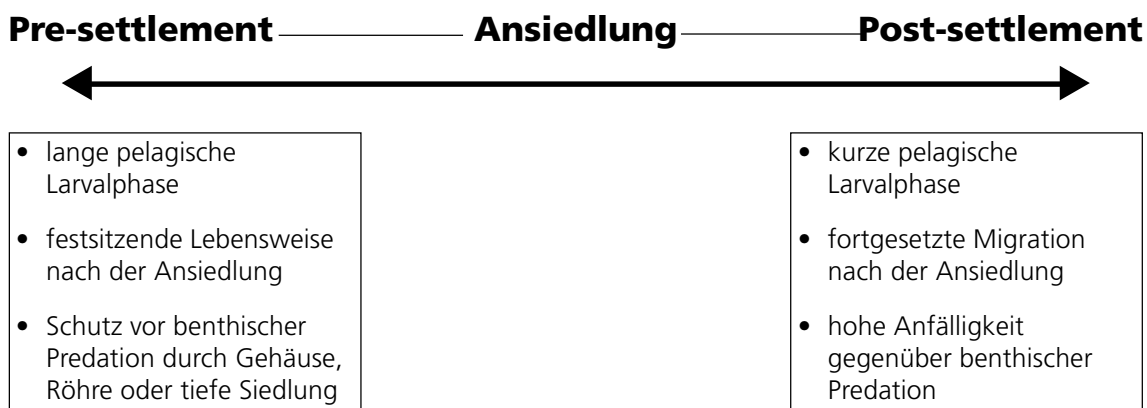 Pre-settlement Ansiedlung Post-settlement
• lange pelagische
Larvalphase
• festsitzende Lebensweise
nach der Ansiedlung
• Schutz vor benthischer
Predation durch Gehäuse,
Röhre oder tiefe Siedlung
• kurze pelagische
Larvalphase
• fortgesetzte Migration
nach der Ansiedlung
• hohe Anfälligkeit
gegenüber benthischer
Predation